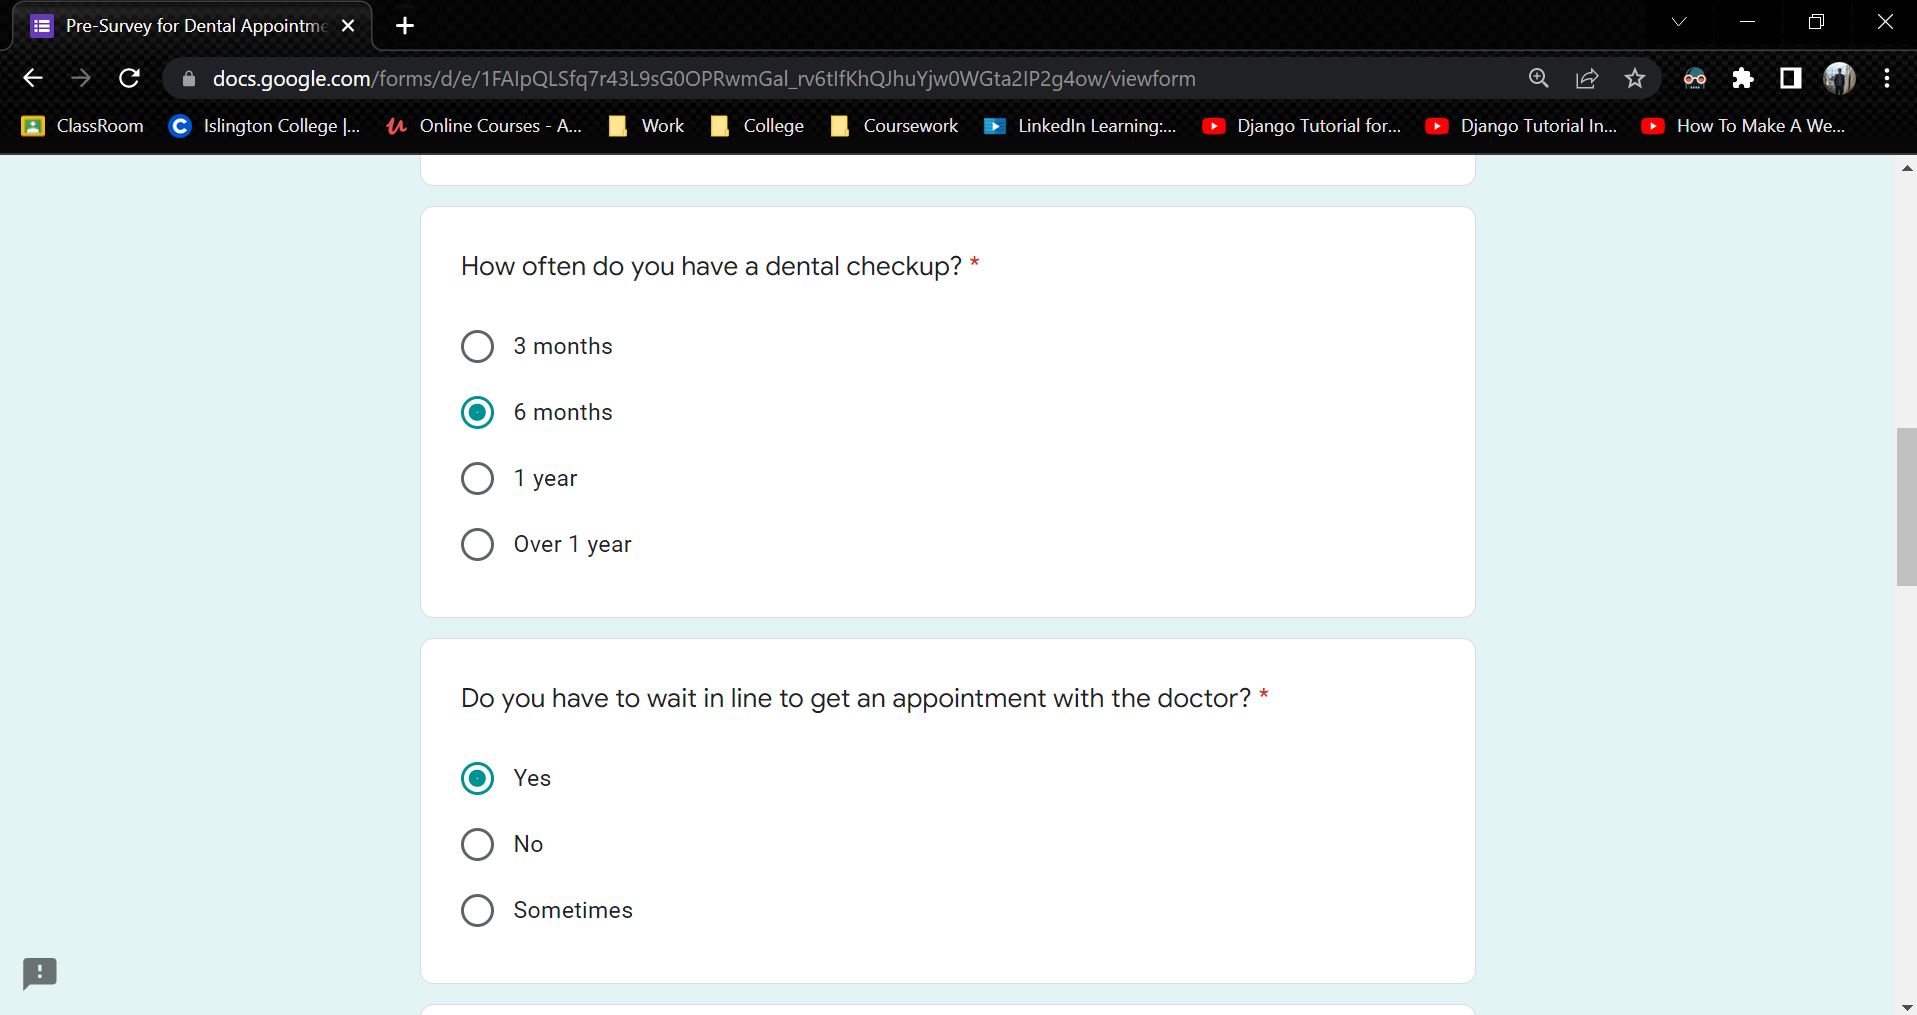 Pre-Survey for Dental Appointme
docs.google.com/forms/d/e/1FAIpQLSfq7r43L9sG0OPRwmGal_rv6tIfKhQJhuYjw0WGta2IP2g4ow/viewform
ClassRoom Islington College |... Online Courses - A... Work College Coursework LinkedIn Learning:... Django Tutorial for... Django Tutorial In... How To Make A We...
How often do you have a dental checkup? *
3 months
6 months
1 year
Over 1 year
Do you have to wait in line to get an appointment with the doctor? *
Yes
No
Sometimes